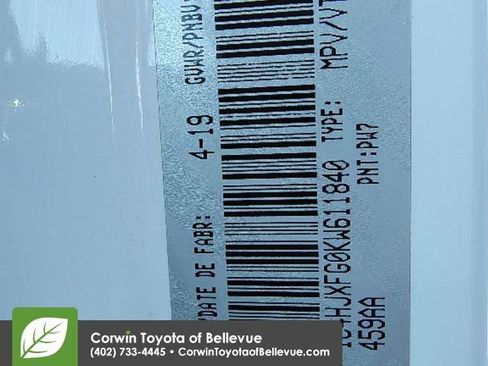 GVWR/PNBV
/DATE DE FABR: 4-19
HJXFG0KW611840 TYPE: MPV/VT
459AA PNT:PW7
Corwin Toyota of Bellevue
(402) 733-4445 • CorwinToyotaofBellevue.com